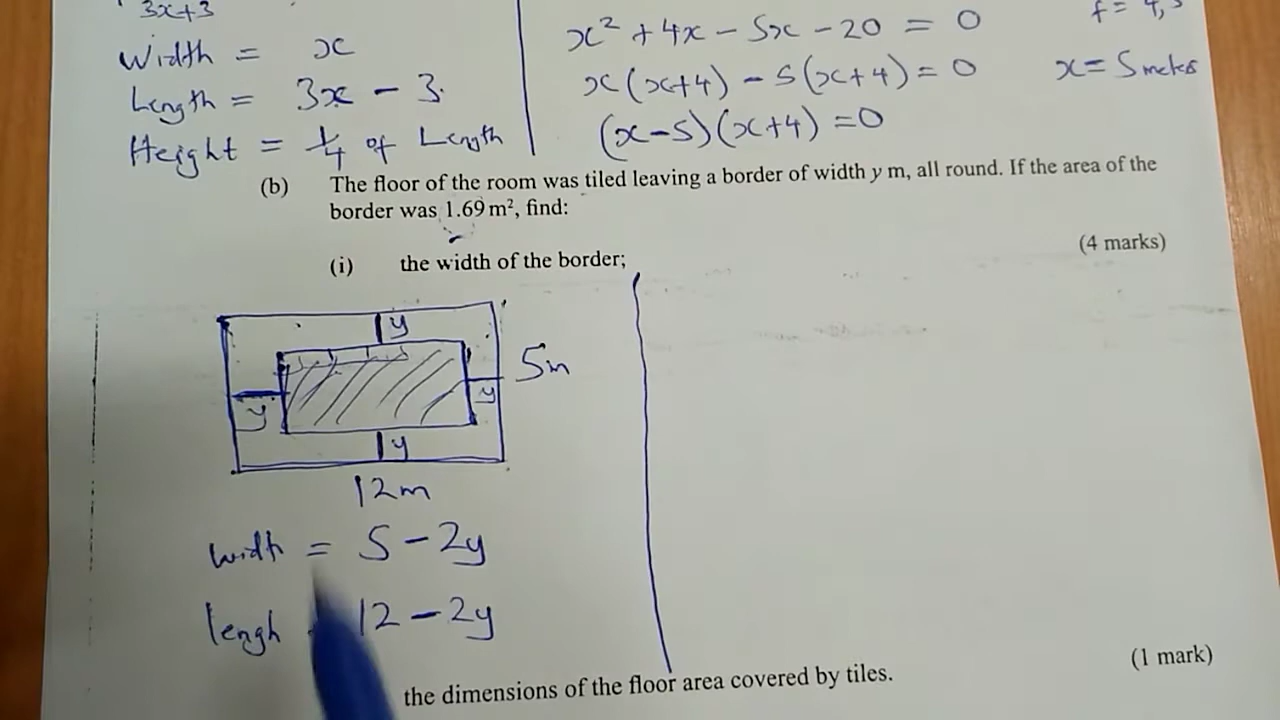 3x+3
Width = x
Length = 3x - 3
Height = 1/4 of Length
x² + 4x - 5x - 20 = 0
x(x+4) - 5(x+4) = 0
(x-5)(x+4) = 0
x = 5 metes
(b) The floor of the room was tiled leaving a border of width y m, all round. If the area of the
border was 1.69 m², find:
(4 marks)
(i) the width of the border;
y
5m
y
y
y
12m
width = 5 - 2y
lengh 12 - 2y
(1 mark)
the dimensions of the floor area covered by tiles.